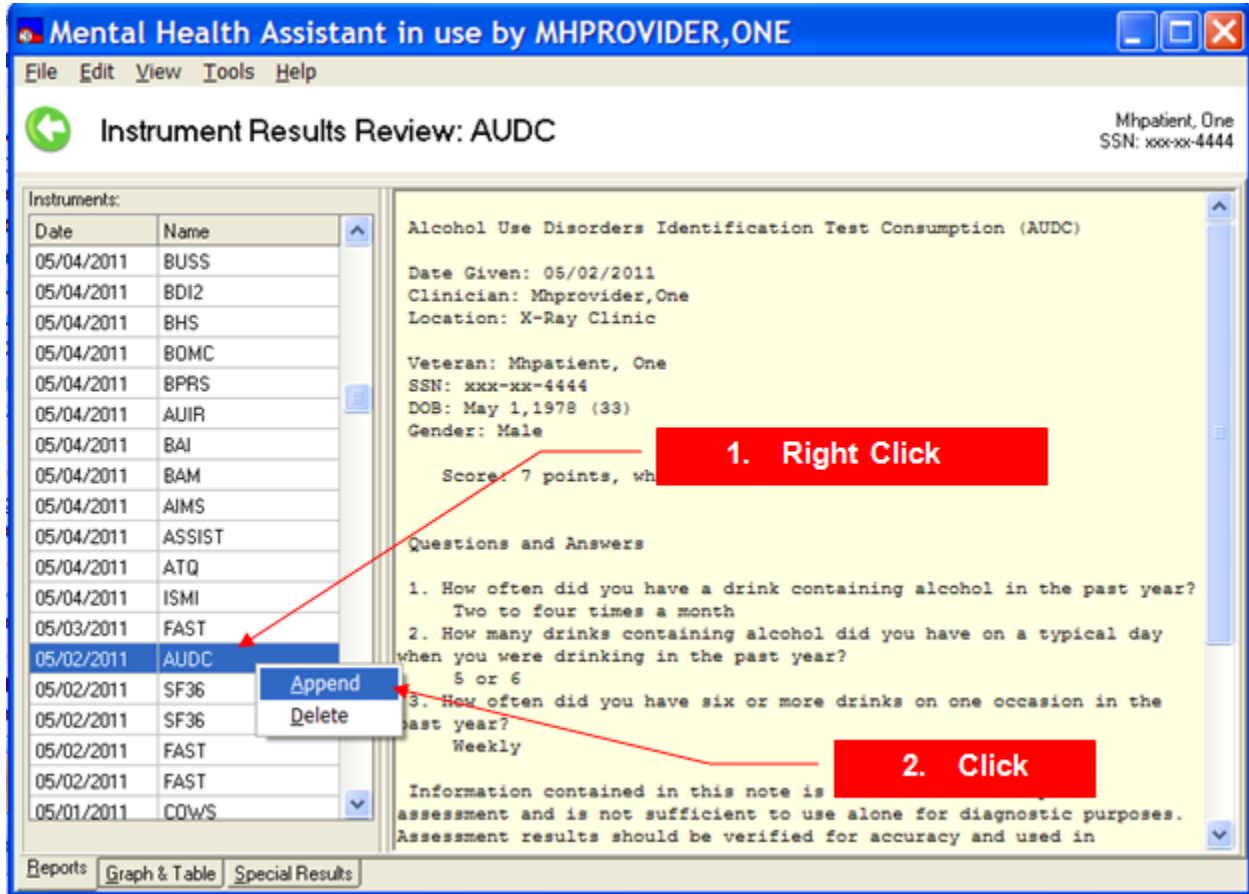 Mental Health Assistant in use by MHPROVIDER,ONE
File Edit View Tools Help
Instrument Results Review: AUDC
Mhpatient, One
SSN: xxx-xx-4444
Instruments:
Date Name
05/04/2011 BUSS
05/04/2011 BDI2
05/04/2011 BHS
05/04/2011 BOMC
05/04/2011 BPRS
05/04/2011 AUIR
05/04/2011 BAI
05/04/2011 BAM
05/04/2011 AIMS
05/04/2011 ASSIST
05/04/2011 ATQ
05/04/2011 ISMI
05/03/2011 FAST
05/02/2011 AUDC
05/02/2011 SF36
05/02/2011 SF36
05/02/2011 FAST
05/02/2011 FAST
05/01/2011 COWS
Append
Delete
Alcohol Use Disorders Identification Test Consumption (AUDC)
Date Given: 05/02/2011
Clinician: Mhprovider,One
Location: X-Ray Clinic
Veteran: Mhpatient, One
SSN: xxx-xx-4444
DOB: May 1,1978 (33)
Gender: Male
1. Right Click
Score: 7 points, wh
Questions and Answers
1. How often did you have a drink containing alcohol in the past year?
Two to four times a month
2. How many drinks containing alcohol did you have on a typical day
when you were drinking in the past year?
5 or 6
3. How often did you have six or more drinks on one occasion in the
past year?
Weekly
2. Click
Information contained in this note is
assessment and is not sufficient to use alone for diagnostic purposes.
Assessment results should be verified for accuracy and used in
Reports Graph & Table Special Results